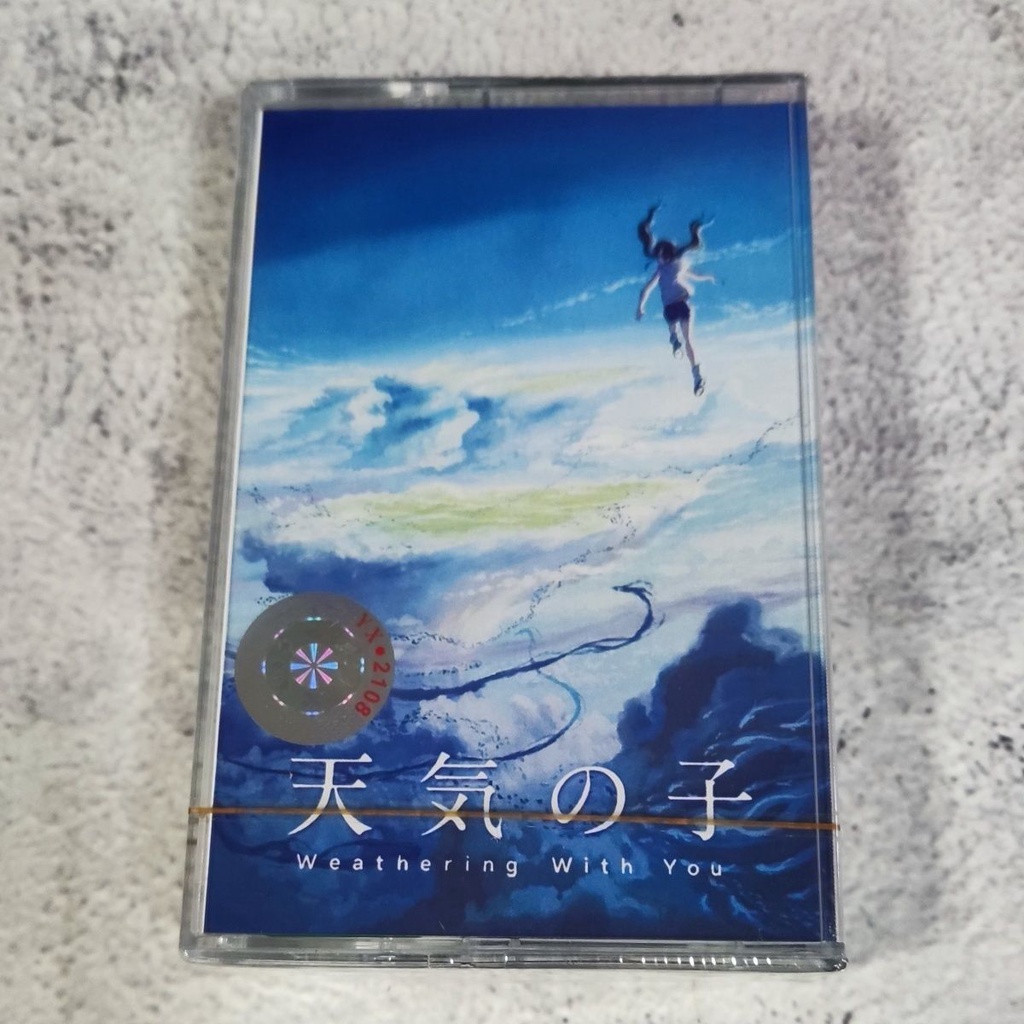 YX•2108
天気の子
Weathering With You